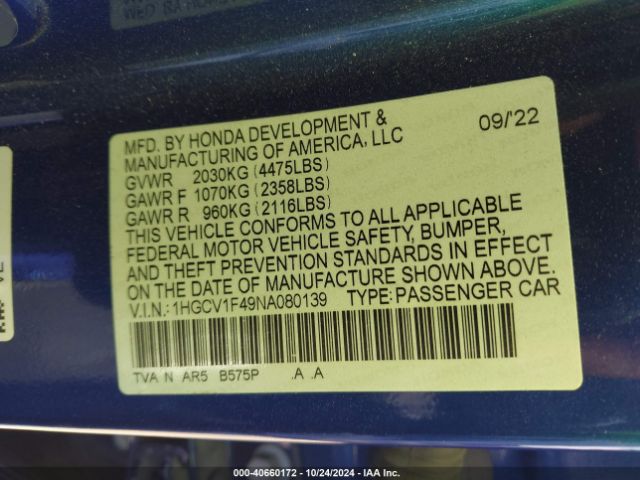 MFD. BY HONDA DEVELOPMENT & 09/'22
MANUFACTURING OF AMERICA, LLC
GVWR 2030KG (4475LBS)
GAWR F 1070KG (2358LBS)
GAWR R 960KG (2116LBS)
THIS VEHICLE CONFORMS TO ALL APPLICABLE
FEDERAL MOTOR VEHICLE SAFETY, BUMPER,
AND THEFT PREVENTION STANDARDS IN EFFECT
ON THE DATE OF MANUFACTURE SHOWN ABOVE.
V.I.N.: 1HGCV1F49NA080139 TYPE: PASSENGER CAR
TVA N AR5 B575P .A .A
000-40660172 - 10/24/2024 - IAA Inc.